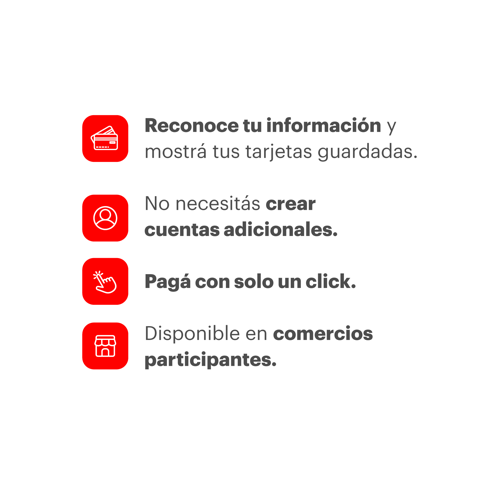 Reconoce tu información y
mostrá tus tarjetas guardadas.
No necesitás crear
cuentas adicionales.
Pagá con solo un click.
Disponible en comercios
participantes.